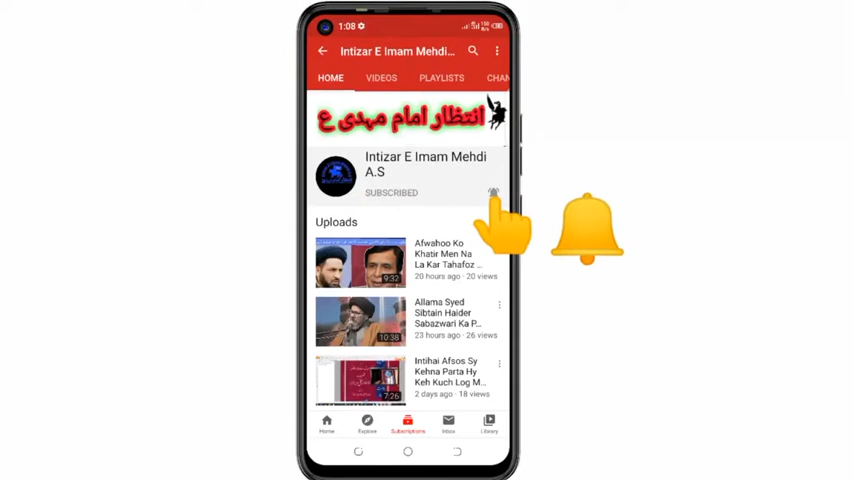 1:08
150
B/s
Intizar E Imam Mehdi...
HOME VIDEOS PLAYLISTS CHAN
انتظار امام مہدی ع
Intizar E Imam Mehdi
A.S
SUBSCRIBED
Uploads
Afwahoo Ko
Khatir Men Na
La Kar Tahafoz ...
20 hours ago · 20 views
9:32
Allama Syed
Sibtain Haider
Sabazwari Ka P...
23 hours ago · 26 views
10:38
Intihai Afsos Sy
Kehna Parta Hy
Keh Kuch Log M...
2 days ago · 18 views
7:26
Home Explore Subscriptions Inbox Library